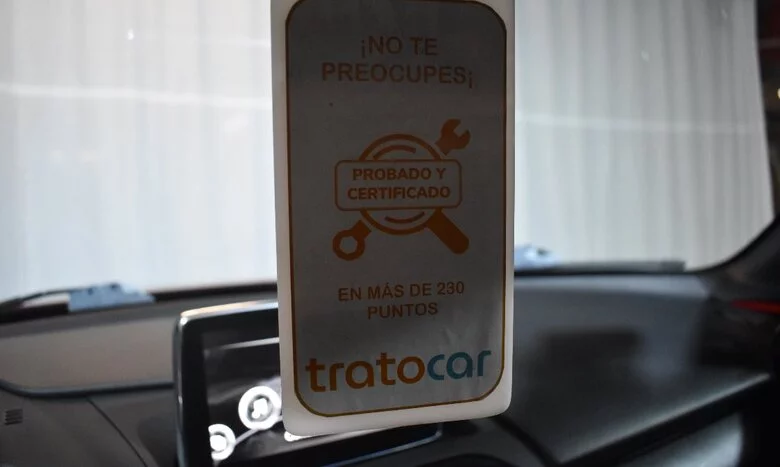 ¡NO TE
PREOCUPES¡
PROBADO Y
CERTIFICADO
EN MÁS DE 230
PUNTOS
tratocar